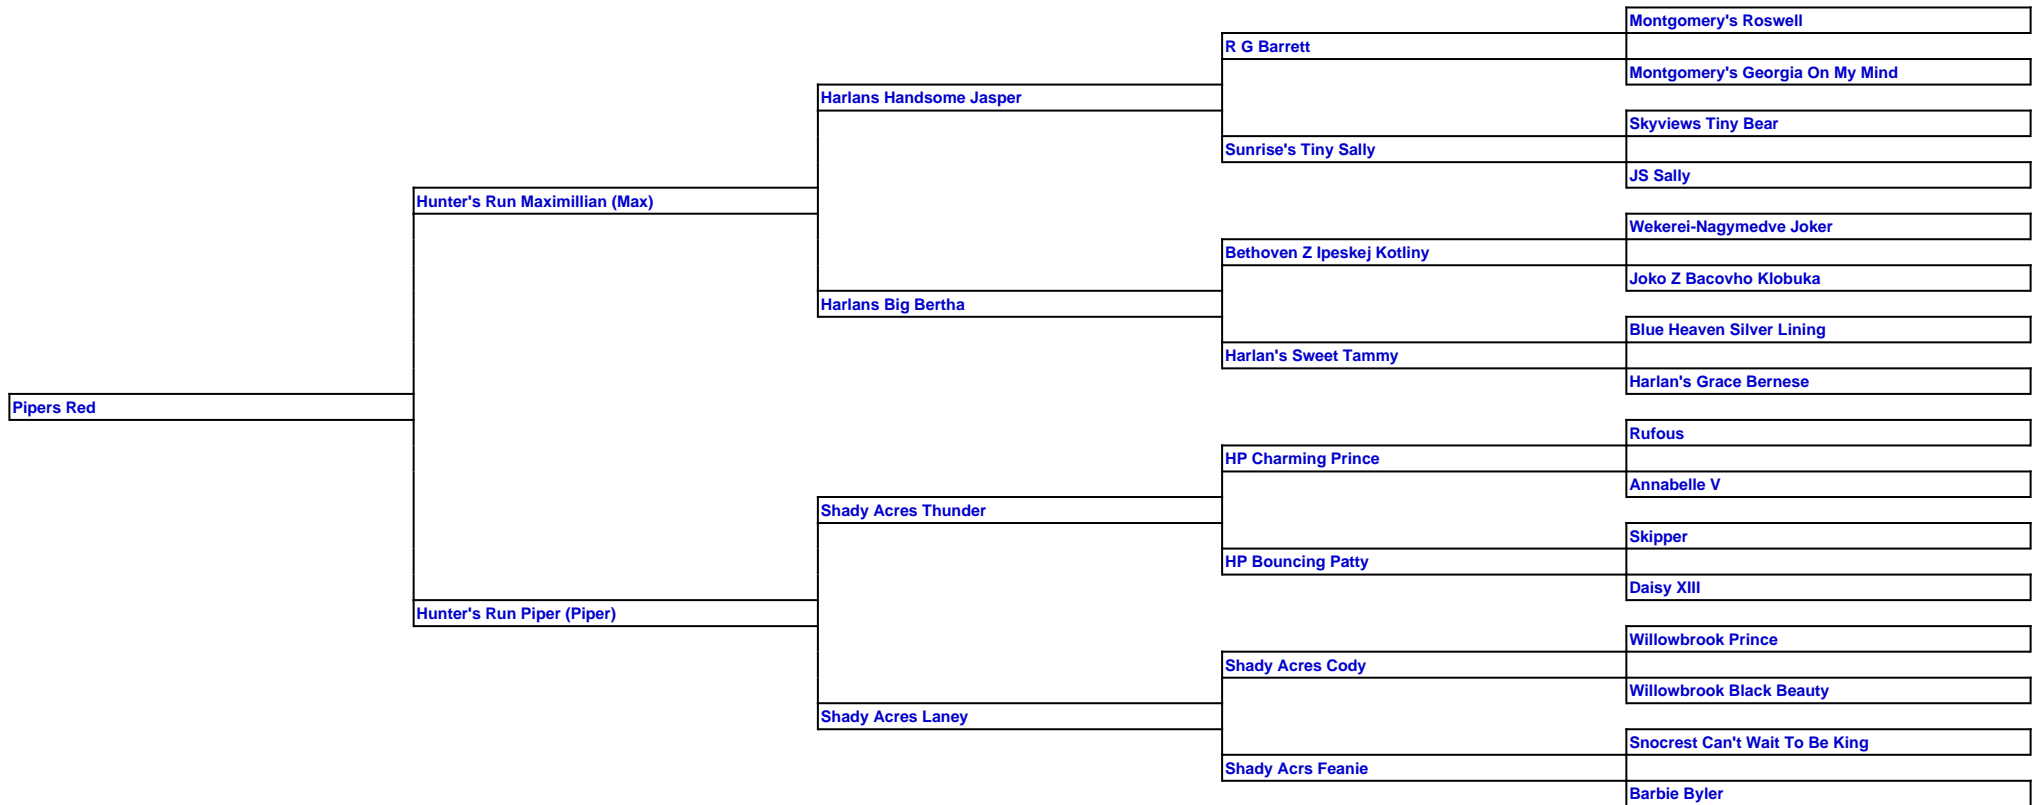 Montgomery's Roswell
R G Barrett
Montgomery's Georgia On My Mind
Harlans Handsome Jasper
Skyviews Tiny Bear
Sunrise's Tiny Sally
JS Sally
Hunter's Run Maximillian (Max)
Wekerei-Nagymedve Joker
Bethoven Z Ipeskej Kotliny
Joko Z Bacovho Klobuka
Harlans Big Bertha
Blue Heaven Silver Lining
Harlan's Sweet Tammy
Harlan's Grace Bernese
Pipers Red
Rufous
HP Charming Prince
Annabelle V
Shady Acres Thunder
Skipper
HP Bouncing Patty
Daisy XIII
Hunter's Run Piper (Piper)
Willowbrook Prince
Shady Acres Cody
Willowbrook Black Beauty
Shady Acres Laney
Snocrest Can't Wait To Be King
Shady Acrs Feanie
Barbie Byler